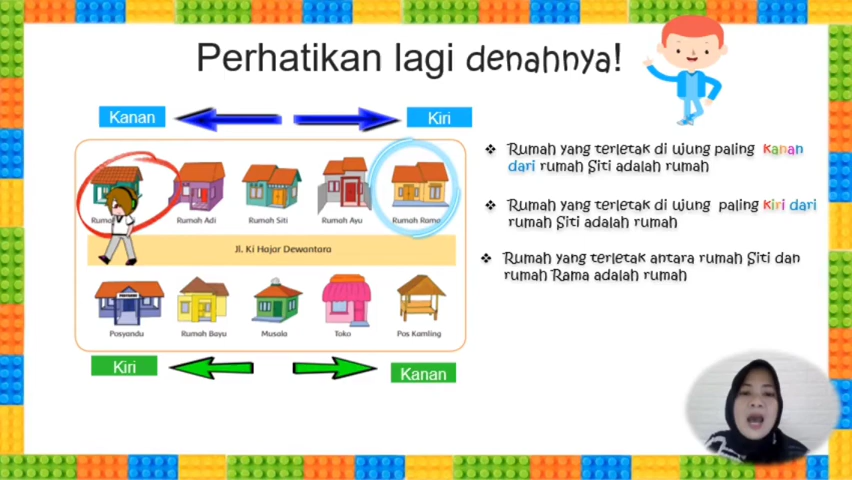 Perhatikan lagi denahnya!
Kanan
Kiri
Rumah Adi
Rumah Siti
Rumah Ayu
Rumah Rama
Jl. Ki Hajar Dewantara
Posyandu
Rumah Bayu
Musala
Toko
Pos Kamling
Kiri
Kanan
❖ Rumah yang terletak di ujung paling kanan
dari rumah Siti adalah rumah
❖ Rumah yang terletak di ujung paling kiri dari
rumah Siti adalah rumah
❖ Rumah yang terletak antara rumah Siti dan
rumah Rama adalah rumah